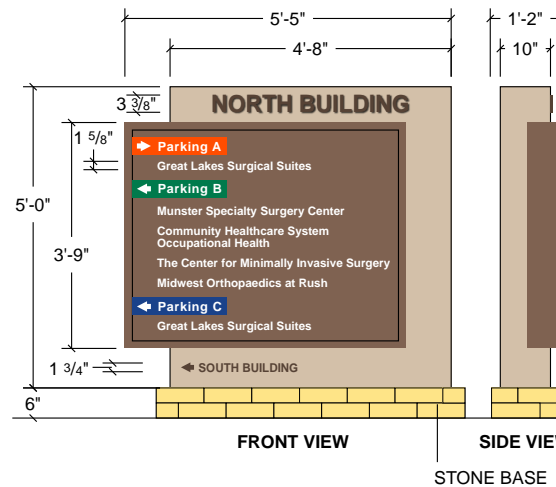 5'-5"
1'-2"
4'-8"
10"
3 3/8"
NORTH BUILDING
1 5/8"
Parking A
Great Lakes Surgical Suites
Parking B
5'-0"
Munster Specialty Surgery Center
Community Healthcare System
Occupational Health
3'-9"
The Center for Minimally Invasive Surgery
Midwest Orthopaedics at Rush
Parking C
Great Lakes Surgical Suites
1 3/4"
SOUTH BUILDING
6"
FRONT VIEW
SIDE VIEW
STONE BASE